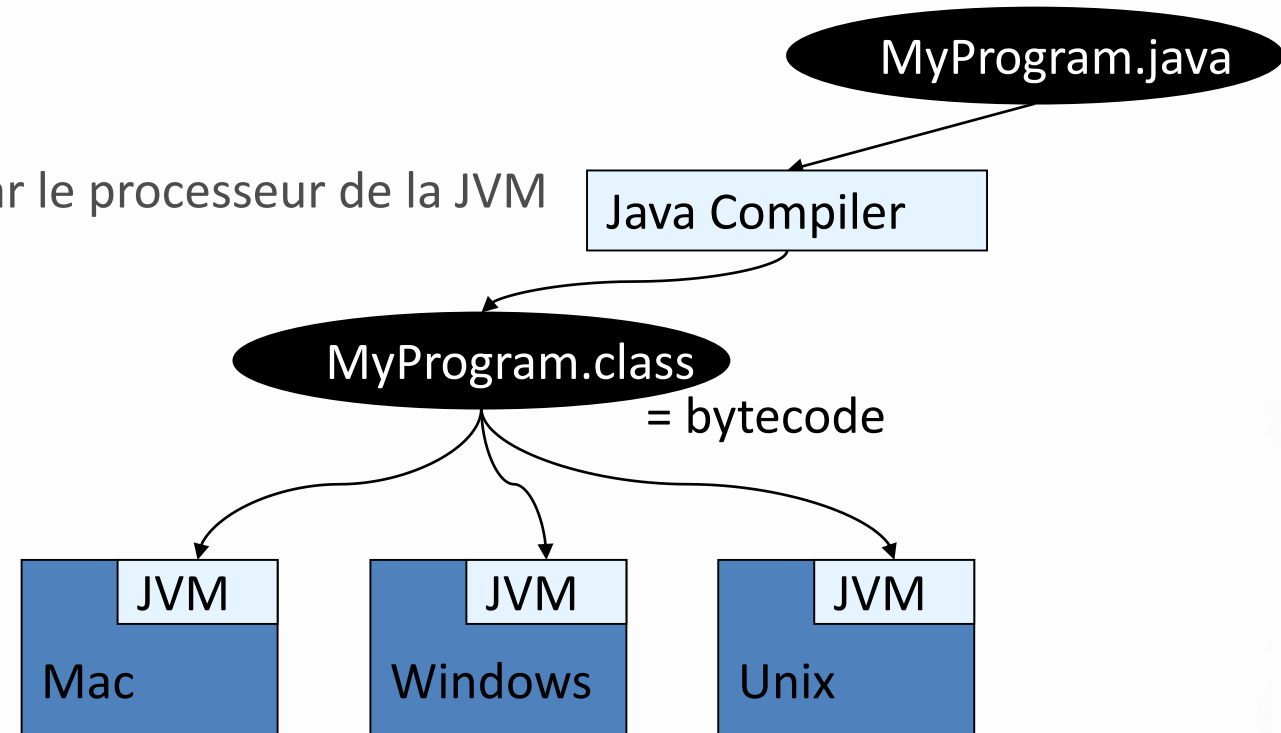 MyProgram.java
le processeur de la JVM
Java Compiler
MyProgram.class
= bytecode
JVM
JVM
JVM
Mac
Windows
Unix